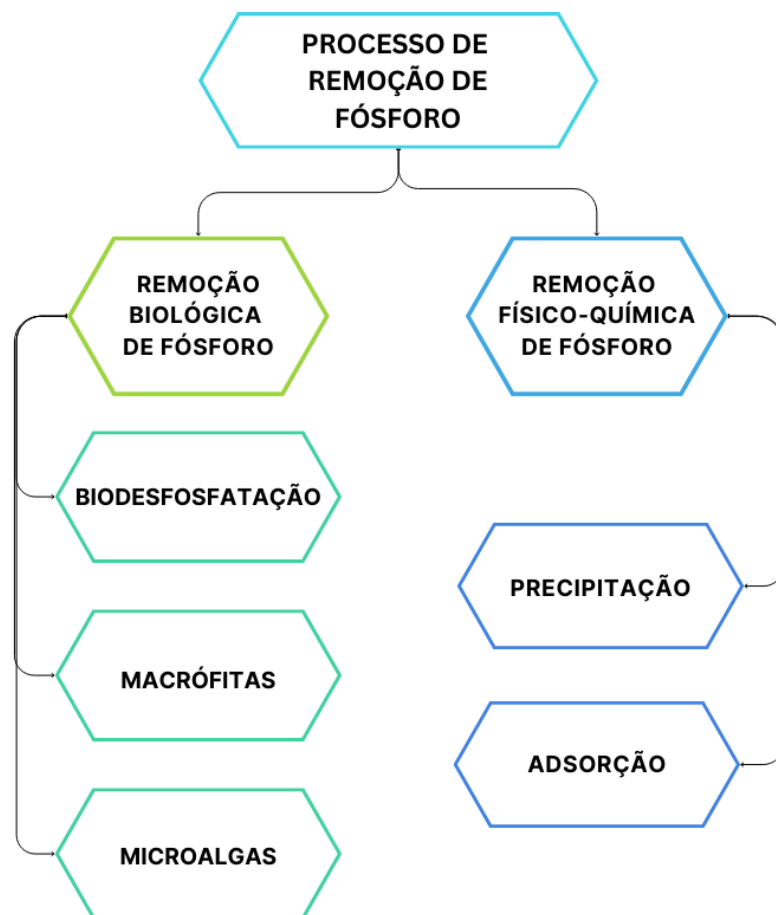 PROCESSO DE
REMOÇÃO DE
FÓSFORO
REMOÇÃO
BIOLÓGICA
DE FÓSFORO
REMOÇÃO
FÍSICO-QUÍMICA
DE FÓSFORO
BIODESFOSFATAÇÃO
MACRÓFITAS
MICROALGAS
PRECIPITAÇÃO
ADSORÇÃO